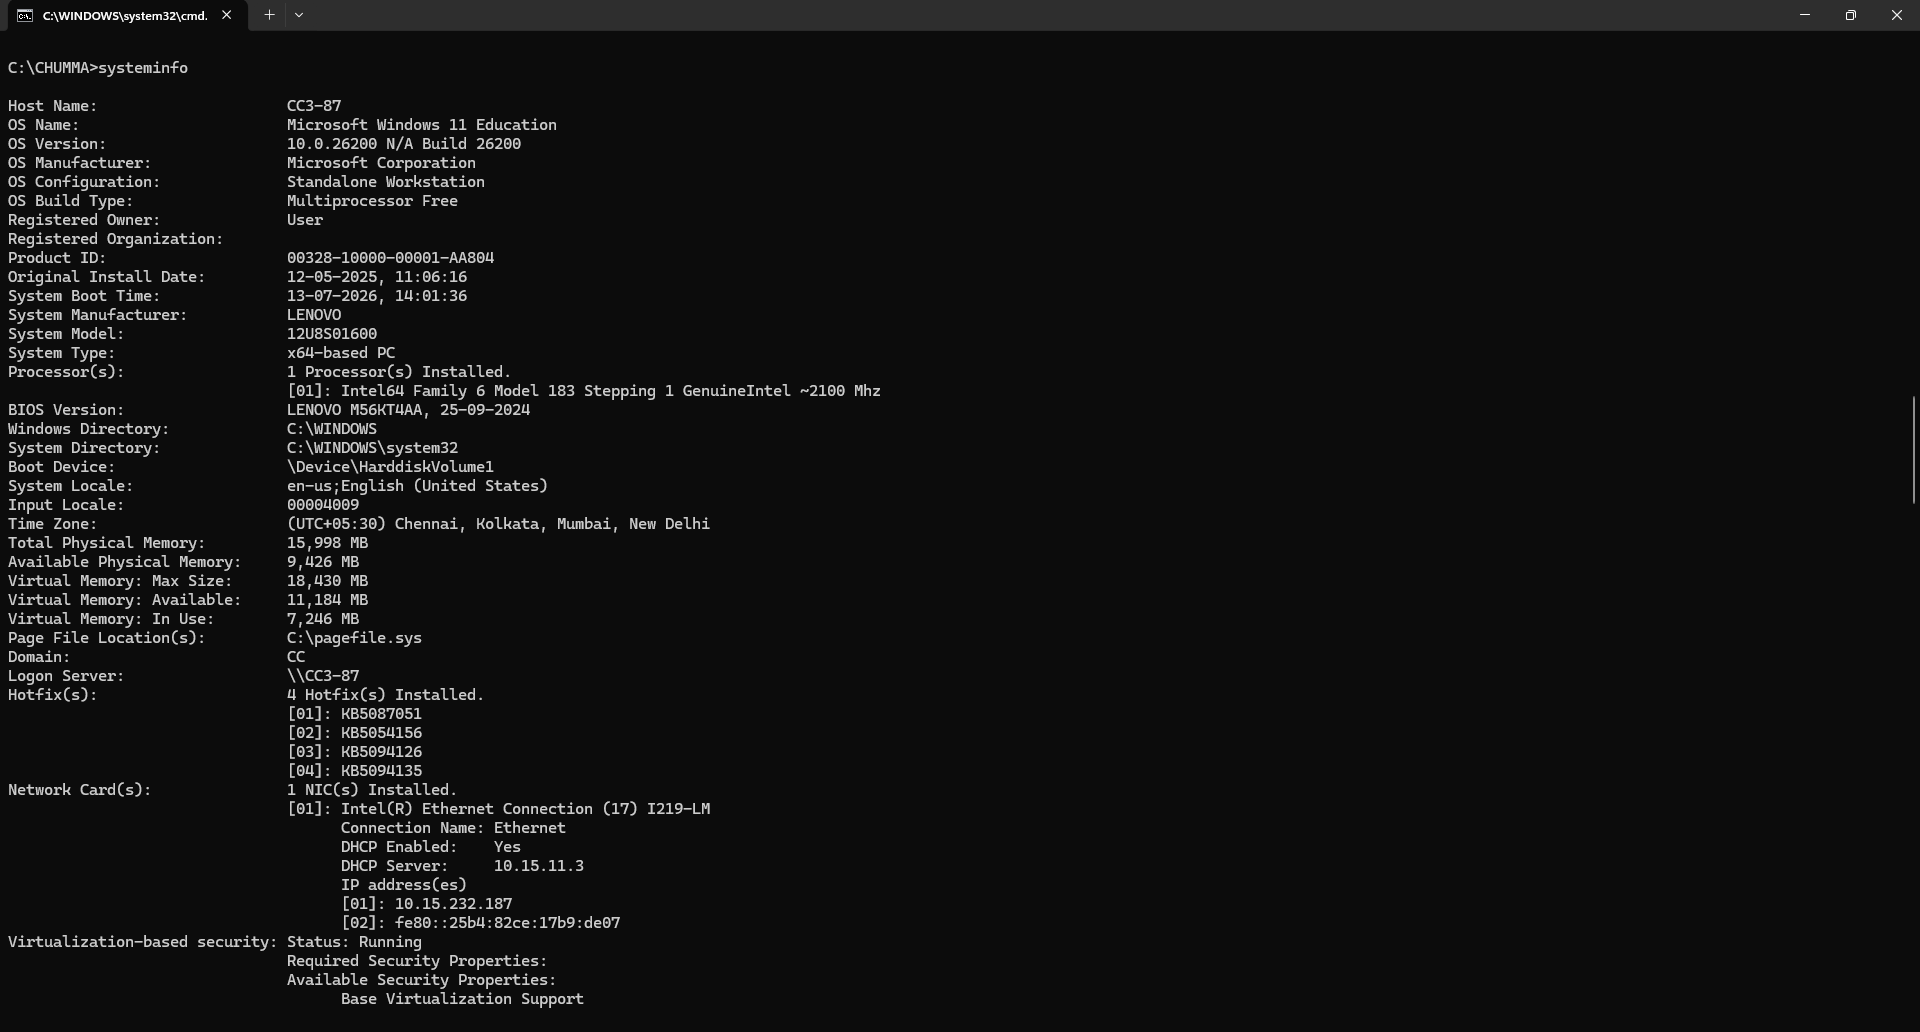 C:\WINDOWS\system32\cmd.
C:\CHUMMA>systeminfo
Host Name: CC3-87
OS Name: Microsoft Windows 11 Education
OS Version: 10.0.26200 N/A Build 26200
OS Manufacturer: Microsoft Corporation
OS Configuration: Standalone Workstation
OS Build Type: Multiprocessor Free
Registered Owner: User
Registered Organization:
Product ID: 00328-10000-00001-AA804
Original Install Date: 12-05-2025, 11:06:16
System Boot Time: 13-07-2026, 14:01:36
System Manufacturer: LENOVO
System Model: 12U8S01600
System Type: x64-based PC
Processor(s): 1 Processor(s) Installed.
[01]: Intel64 Family 6 Model 183 Stepping 1 GenuineIntel ~2100 Mhz
BIOS Version: LENOVO M56KT4AA, 25-09-2024
Windows Directory: C:\WINDOWS
System Directory: C:\WINDOWS\system32
Boot Device: \Device\HarddiskVolume1
System Locale: en-us;English (United States)
Input Locale: 00004009
Time Zone: (UTC+05:30) Chennai, Kolkata, Mumbai, New Delhi
Total Physical Memory: 15,998 MB
Available Physical Memory: 9,426 MB
Virtual Memory: Max Size: 18,430 MB
Virtual Memory: Available: 11,184 MB
Virtual Memory: In Use: 7,246 MB
Page File Location(s): C:\pagefile.sys
Domain: CC
Logon Server: \\CC3-87
Hotfix(s): 4 Hotfix(s) Installed.
[01]: KB5087051
[02]: KB5054156
[03]: KB5094126
[04]: KB5094135
Network Card(s): 1 NIC(s) Installed.
[01]: Intel(R) Ethernet Connection (17) I219-LM
Connection Name: Ethernet
DHCP Enabled: Yes
DHCP Server: 10.15.11.3
IP address(es)
[01]: 10.15.232.187
[02]: fe80::25b4:82ce:17b9:de07
Virtualization-based security: Status: Running
Required Security Properties:
Available Security Properties:
Base Virtualization Support